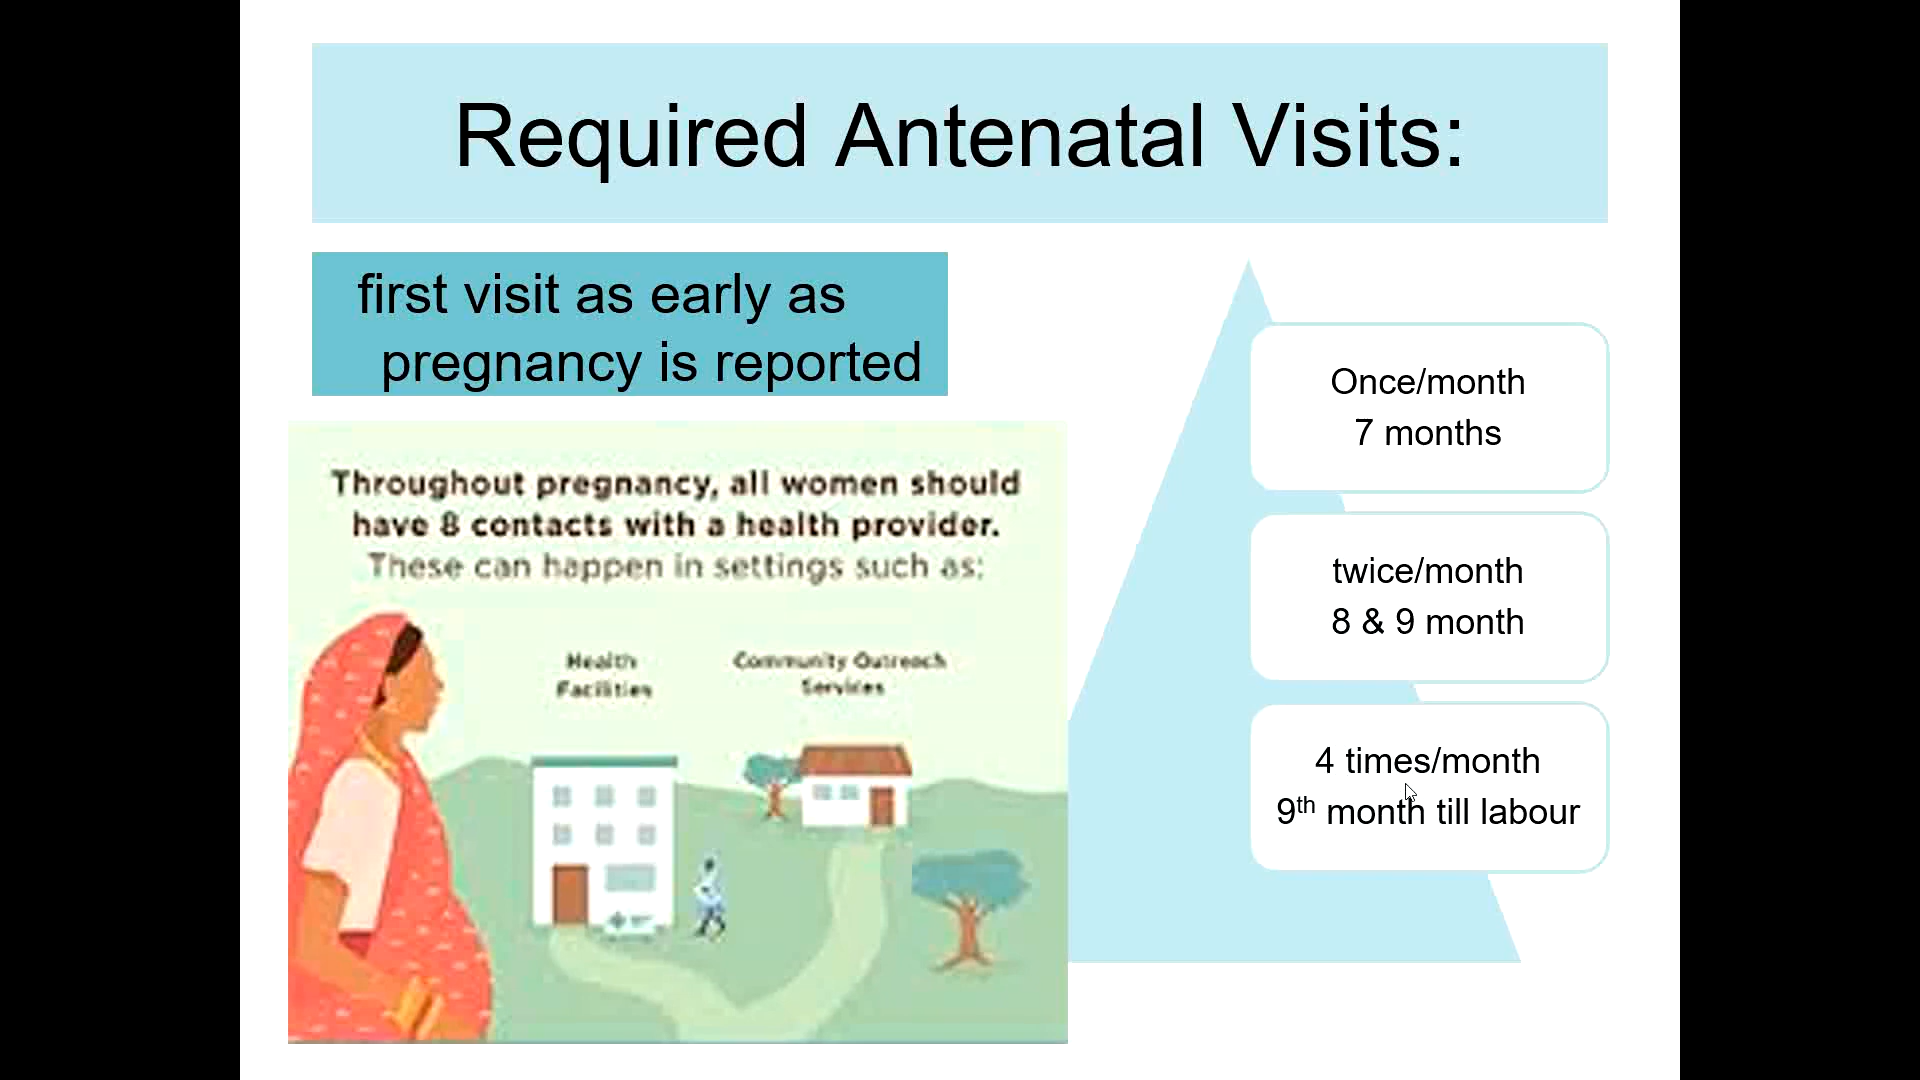 Required Antenatal Visits:
first visit as early as
pregnancy is reported
Throughout pregnancy, all women should
have 8 contacts with a health provider.
These can happen in settings such as:
Health
Facilities
Community Outreach
Services
Once/month
7 months
twice/month
8 & 9 month
4 times/month
9th month till labour